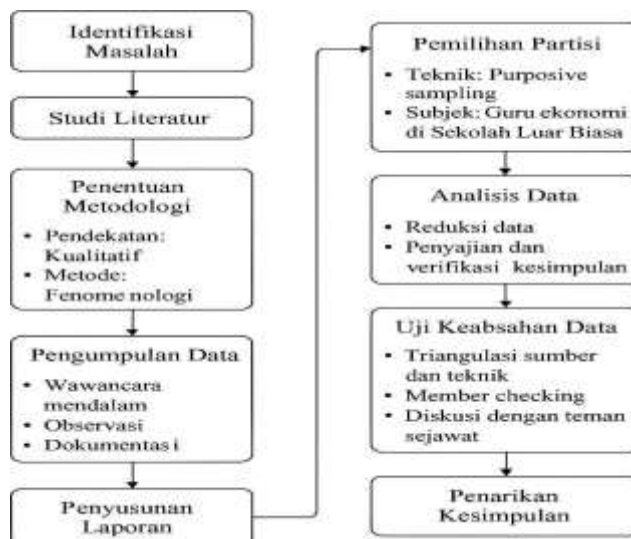 Identifikasi
Masalah
Studi Literatur
Penentuan
Metodologi
• Pendekatan:
Kualitatif
• Metode:
Fenome nologi
Pengumpulan Data
• Wawancara
mendalam
• Observasi
• Dokumentasi
Penyusunan
Laporan
Pemilihan Partisi
• Teknik: Purposive
sampling
• Subjek: Guru ekonomi
di Sekolah Luar Biasa
Analisis Data
• Reduksi data
• Penyajian dan
verifikasi kesimpulan
Uji Keabsahan Data
• Triangulasi sumber
dan teknik
• Member checking
• Diskusi dengan teman
sejawat
Penarikan
Kesimpulan